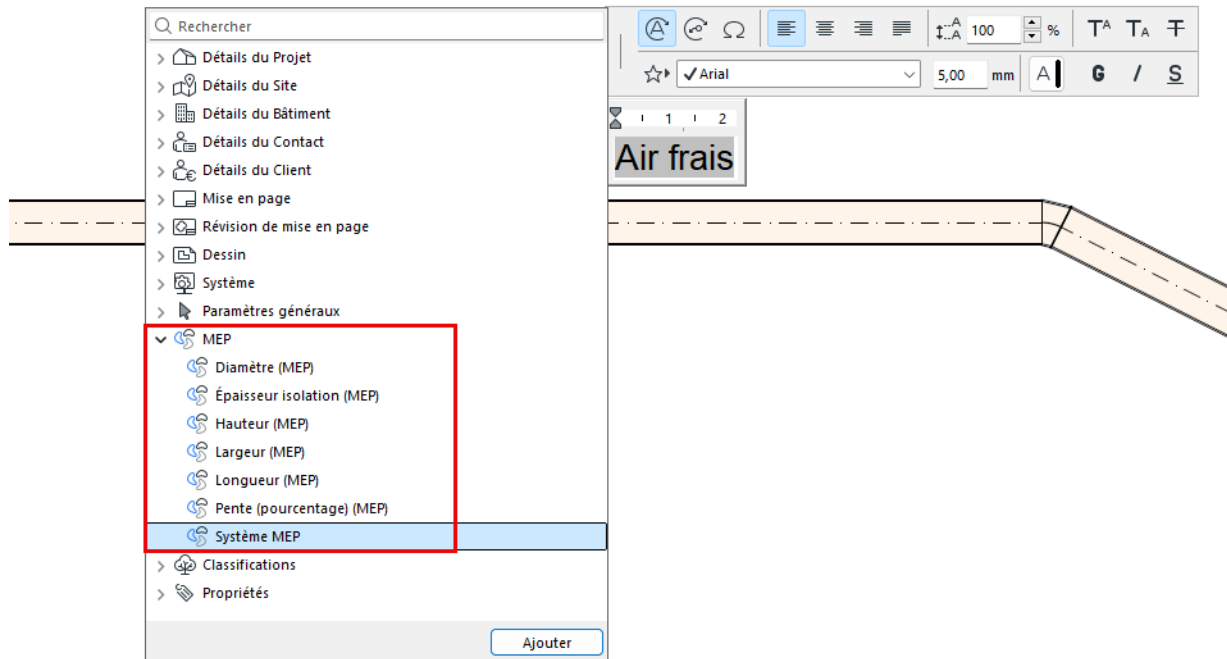 Rechercher
Détails du Projet
Détails du Site
Détails du Bâtiment
Détails du Contact
Détails du Client
Mise en page
Révision de mise en page
Dessin
Système
Paramètres généraux
MEP
Diamètre (MEP)
Épaisseur isolation (MEP)
Hauteur (MEP)
Largeur (MEP)
Longueur (MEP)
Pente (pourcentage) (MEP)
Système MEP
Classifications
Propriétés
Ajouter
A Ω A A 100 % TA TA T
Arial 5,00 mm A G I S
1 2
Air frais